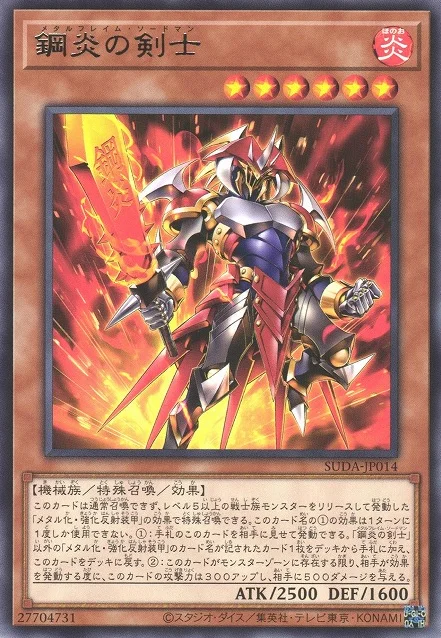 メタルフレイム・ソードマン
鋼炎の剣士
ほのお
炎
鋼炎
SUDA-JP014
【機械族／特殊召喚／効果】
このカードは通常召喚できず、レベル5以上の戦士族モンスターをリリースして発動した
「メタル化・強化反射装甲」の効果で特殊召喚できる。このカード名の①の効果は1ターンに
1度しか使用できない。①：手札のこのカードを相手に見せて発動できる。「鋼炎の剣士」
以外の「メタル化・強化反射装甲」のカード名が記されたカード1枚をデッキから手札に加え、
このカードをデッキに戻す。②：このカードがモンスターゾーンに存在する限り、相手が効果
を発動する度に、このカードの攻撃力は300アップし、相手に500ダメージを与える。
ATK/2500 DEF/1600
27704731 ©スタジオ・ダイス/集英社・テレビ東京・KONAMI